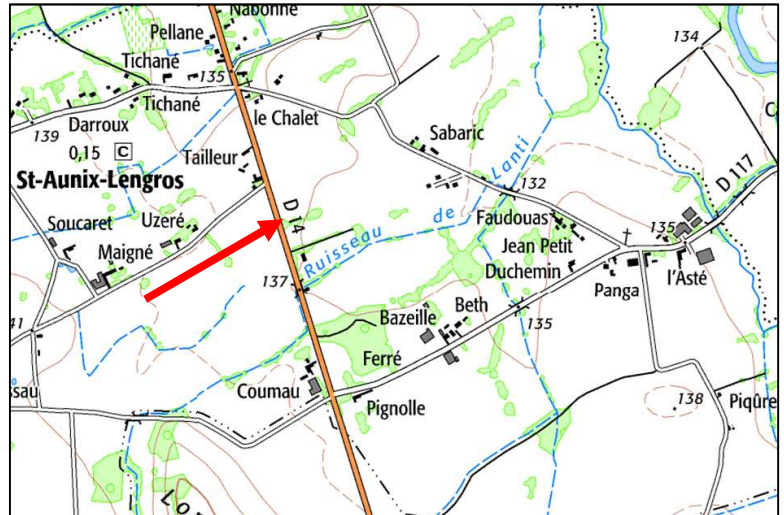 Nabonne
Pellane
Tichané
135
134
Tichané
le Chalet
139
Darroux
0,15 C
Sabaric
Tailleur
St-Aunix-Lengros
132
D 117
Soucaret
Uzeré
D 14
Ruisseau de Lanti
Faudouas
135
Maigné
Jean Petit
Duchemin
137
Panga
l'Asté
Bazeille
Beth
135
41
Ferré
ssau
Coumau
Pignolle
138
Piqûre